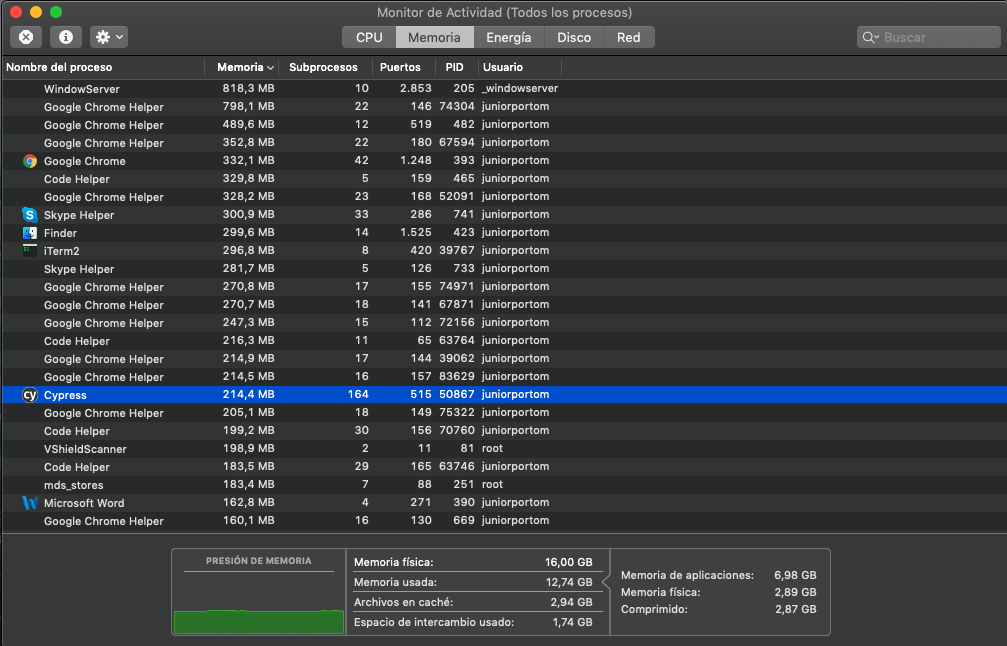 Monitor de Actividad (Todos los procesos)
CPU Memoria Energía Disco Red Buscar
Nombre del proceso Memoria Subprocesos Puertos PID Usuario
WindowServer 818,3 MB 10 2.853 205 _windowserver
Google Chrome Helper 798,1 MB 22 146 74304 juniorportom
Google Chrome Helper 489,6 MB 12 519 482 juniorportom
Google Chrome Helper 352,8 MB 22 180 67594 juniorportom
Google Chrome 332,1 MB 42 1.248 393 juniorportom
Code Helper 329,8 MB 5 159 465 juniorportom
Google Chrome Helper 328,2 MB 23 168 52091 juniorportom
Skype Helper 300,9 MB 33 286 741 juniorportom
Finder 299,6 MB 14 1.525 423 juniorportom
iTerm2 296,8 MB 8 420 39767 juniorportom
Skype Helper 281,7 MB 5 126 733 juniorportom
Google Chrome Helper 270,8 MB 17 155 74971 juniorportom
Google Chrome Helper 270,7 MB 18 141 67871 juniorportom
Google Chrome Helper 247,3 MB 15 112 72156 juniorportom
Code Helper 216,3 MB 11 65 63764 juniorportom
Google Chrome Helper 214,9 MB 17 144 39062 juniorportom
Google Chrome Helper 214,5 MB 16 157 83629 juniorportom
cy Cypress 214,4 MB 164 515 50867 juniorportom
Google Chrome Helper 205,1 MB 18 149 75322 juniorportom
Code Helper 199,2 MB 30 156 70760 juniorportom
VShieldScanner 198,9 MB 2 11 81 root
Code Helper 183,5 MB 29 165 63746 juniorportom
mds_stores 183,4 MB 7 88 251 root
Microsoft Word 162,8 MB 4 271 390 juniorportom
Google Chrome Helper 160,1 MB 16 130 669 juniorportom
PRESIÓN DE MEMORIA
Memoria física: 16,00 GB
Memoria usada: 12,74 GB
Archivos en caché: 2,94 GB
Espacio de intercambio usado: 1,74 GB
Memoria de aplicaciones: 6,98 GB
Memoria física: 2,89 GB
Comprimido: 2,87 GB